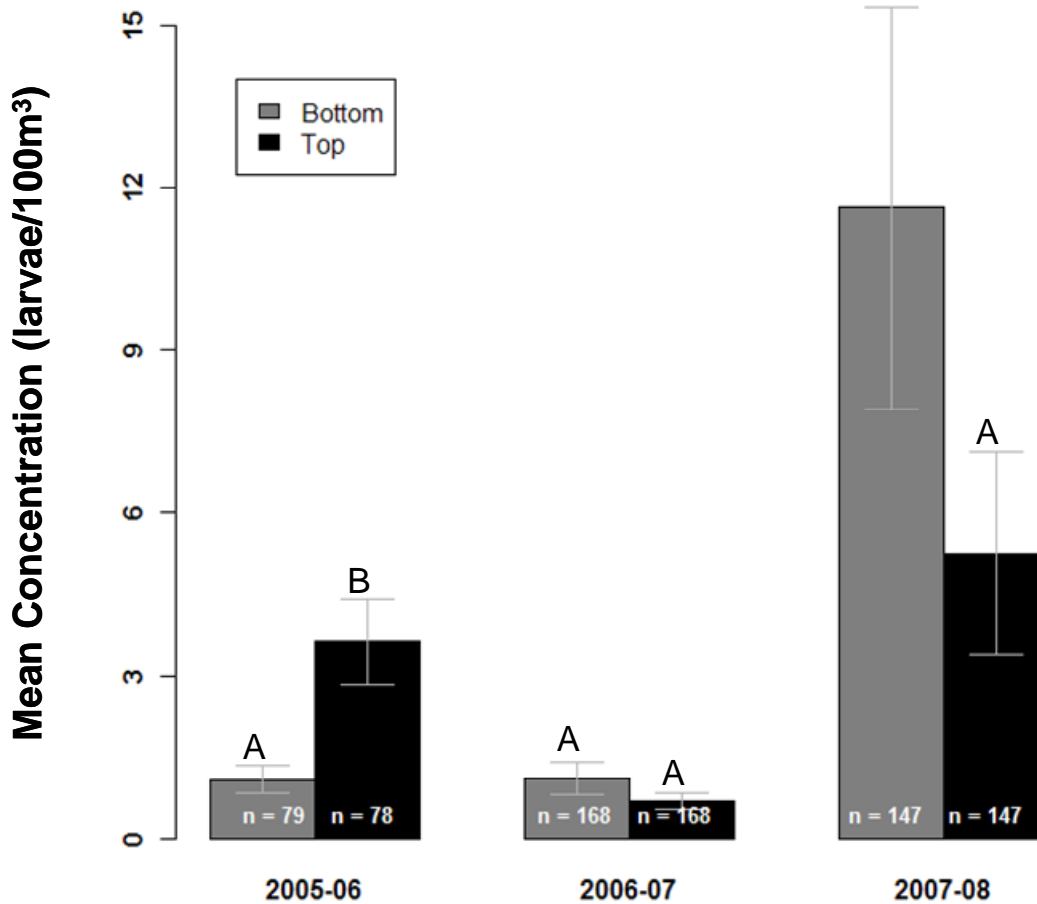 Mean Concentration (larvae/100m³)
15
12
9
6
3
0
Bottom
Top
A
B
A
A
A
n = 79
n = 78
n = 168
n = 168
n = 147
n = 147
2005-06
2006-07
2007-08